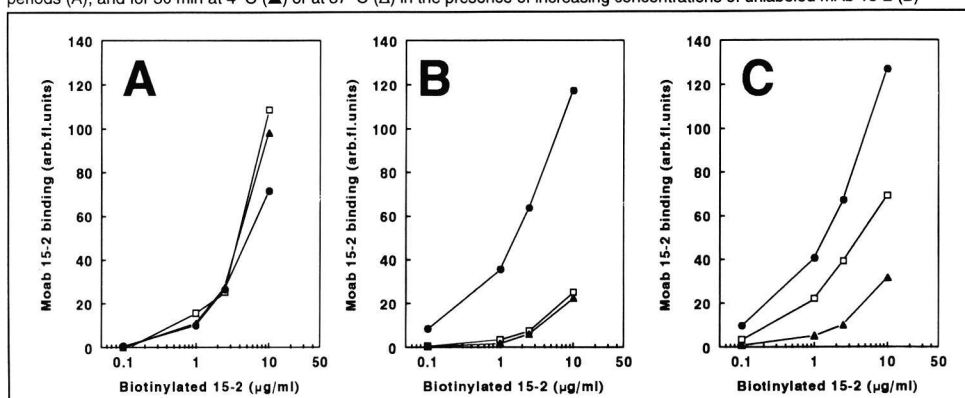 periods (A), and for 30 min at 4°C (▲) or at 37°C (Δ) in the presence of increasing concentrations of unlabeled mAb 15-2 (B)
A
Moab 15-2 binding (arb.fl.units)
140
120
100
80
60
40
20
0
0.1 1 10 50
Biotinylated 15-2 (µg/ml)
B
Moab 15-2 binding (arb.fl.units)
140
120
100
80
60
40
20
0
0.1 1 10 50
Biotinylated 15-2 (µg/ml)
C
Moab 15-2 binding (arb.fl.units)
140
120
100
80
60
40
20
0
0.1 1 10 50
Biotinylated 15-2 (µg/ml)